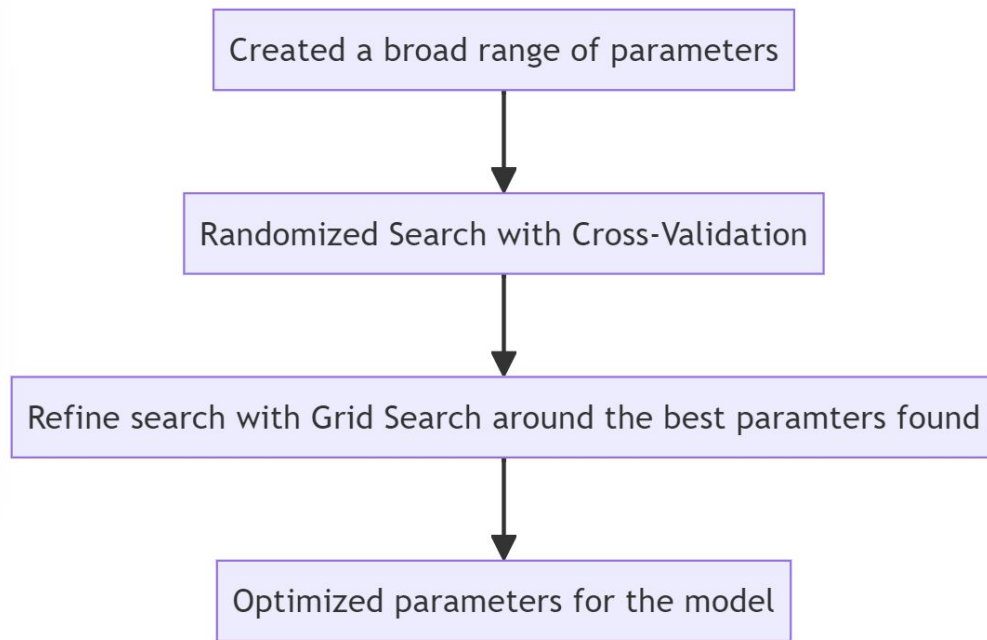 Created a broad range of parameters
Randomized Search with Cross-Validation
Refine search with Grid Search around the best paramters found
Optimized parameters for the model